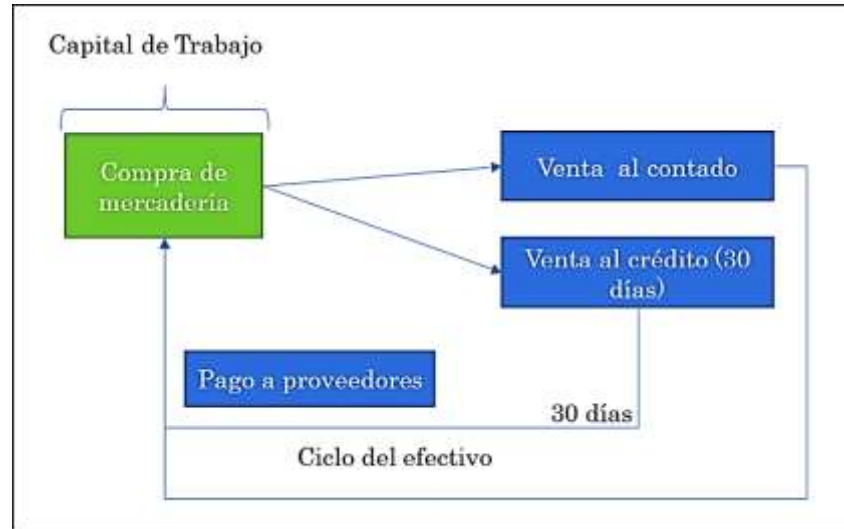 Capital de Trabajo
Compra de
mercadería
Venta al contado
Venta al crédito (30
días)
Pago a proveedores
30 días
Ciclo del efectivo